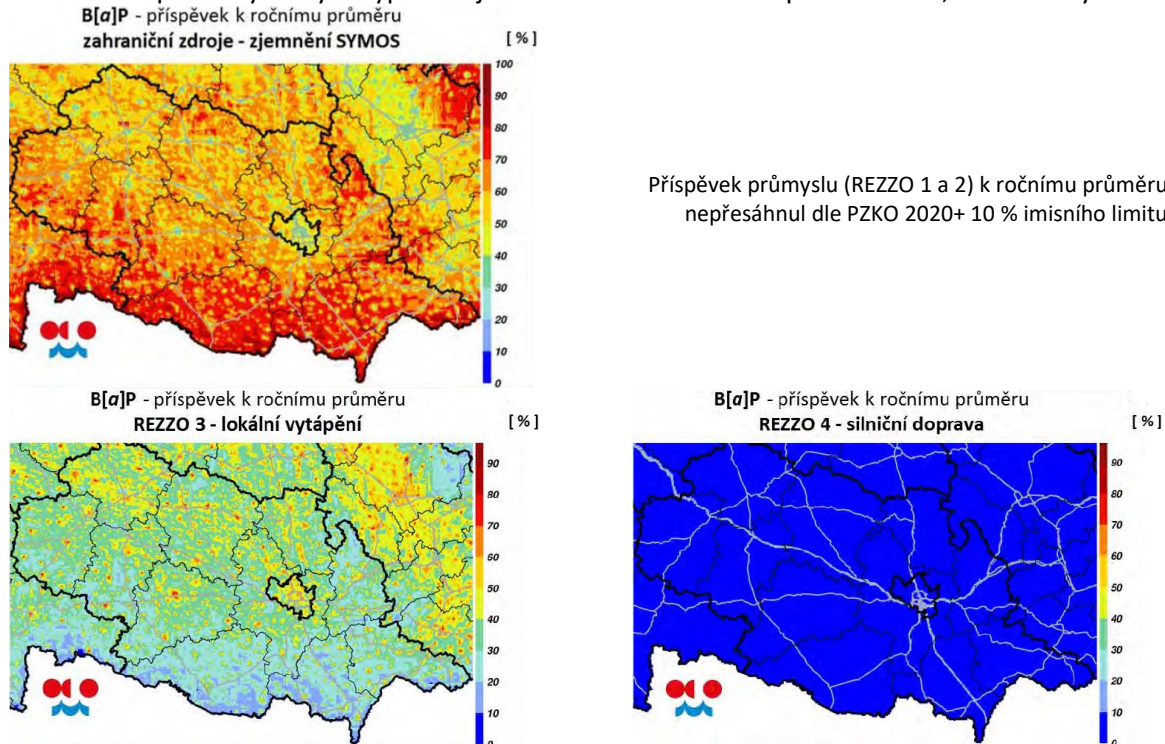 B[a]P - příspěvek k ročnímu průměru
zahraniční zdroje - zjemnění SYMOS
[ % ]
100
90
80
70
60
50
40
30
20
10
0
Příspěvek průmyslu (REZZO 1 a 2) k ročnímu průměru
nepřesáhnul dle PZKO 2020+ 10 % imisního limitu
B[a]P - příspěvek k ročnímu průměru
REZZO 3 - lokální vytápění
[ % ]
90
80
70
60
50
40
30
20
10
0
B[a]P - příspěvek k ročnímu průměru
REZZO 4 - silniční doprava
[ % ]
90
80
70
60
50
40
30
20
10
0